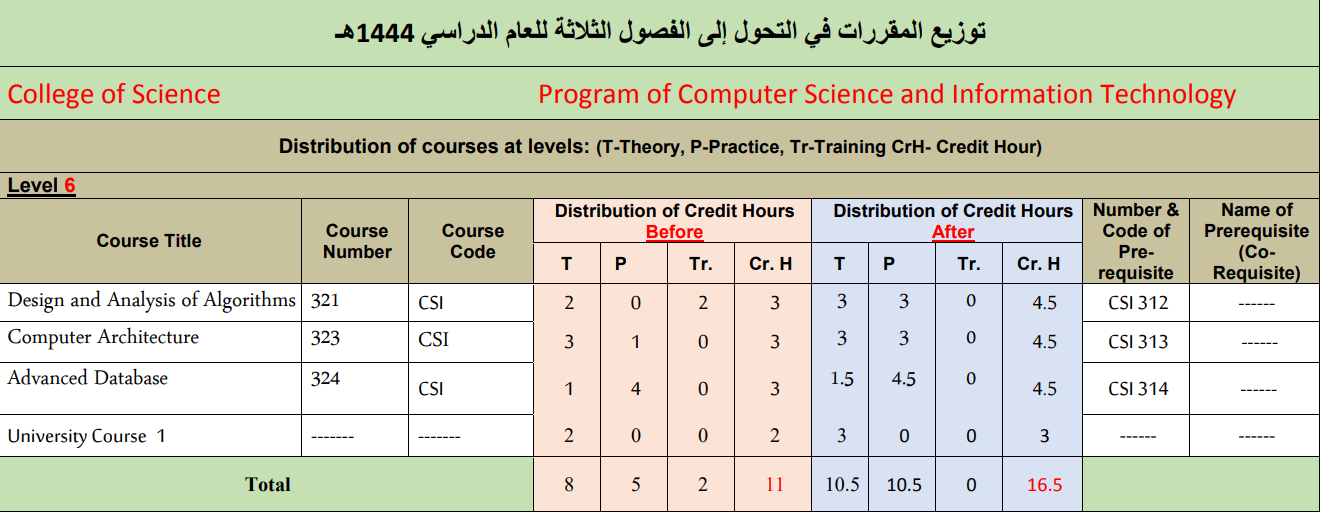 توزيع المقررات في التحول إلى الفصول الثلاثة للعام الدراسي 1444هـ
College of Science Program of Computer Science and Information Technology
Distribution of courses at levels: (T-Theory, P-Practice, Tr-Training CrH- Credit Hour)
Level 6
Course Title Course Number Course Code Distribution of Credit Hours Before Distribution of Credit Hours After Number & Code of Pre-requisite Name of Prerequisite (Co-Requisite)
T P Tr. Cr. H T P Tr. Cr. H
Design and Analysis of Algorithms 321 CSI 2 0 2 3 3 3 0 4.5 CSI 312 ------
Computer Architecture 323 CSI 3 1 0 3 3 3 0 4.5 CSI 313 ------
Advanced Database 324 CSI 1 4 0 3 1.5 4.5 0 4.5 CSI 314 ------
University Course 1 ------- ------- 2 0 0 2 3 0 0 3 ------ ------
Total 8 5 2 11 10.5 10.5 0 16.5